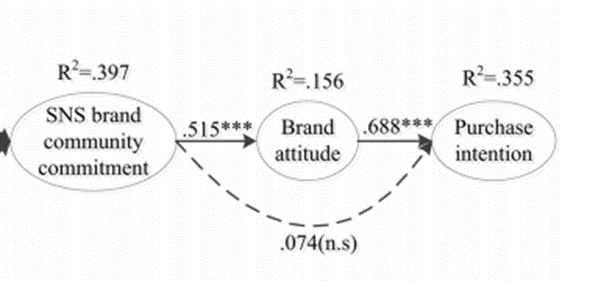 R²=.397
R²=.156
R²=.355
SNS brand
community
commitment
.515***
Brand
attitude
.688***
Purchase
intention
.074(n.s)